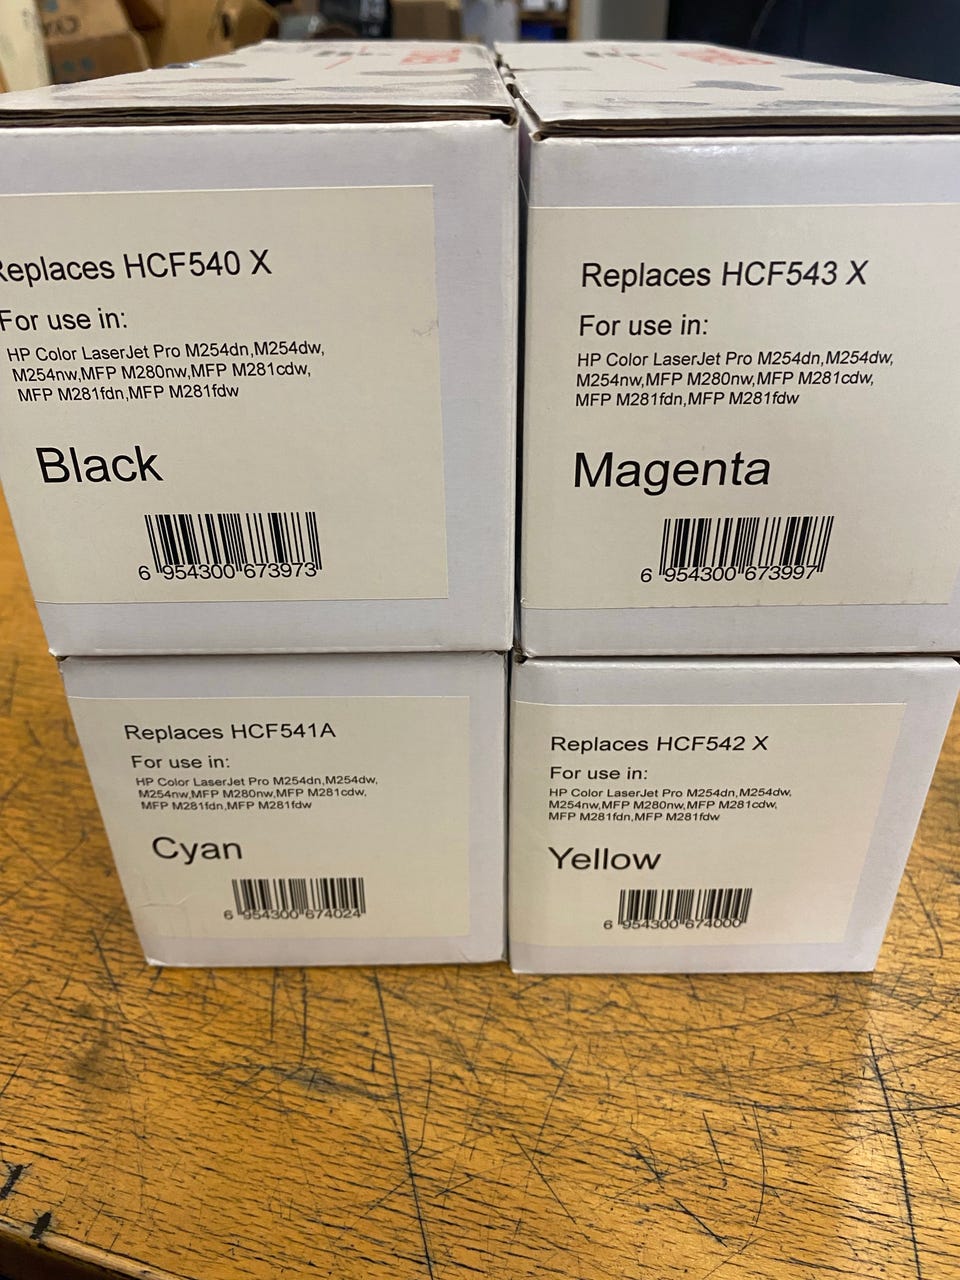 Replaces HCF540 X
For use in:
HP Color LaserJet Pro M254dn,M254dw,
M254nw,MFP M280nw,MFP M281cdw,
MFP M281fdn,MFP M281fdw
Black
6 954300 673973
Replaces HCF543 X
For use in:
HP Color LaserJet Pro M254dn,M254dw,
M254nw,MFP M280nw,MFP M281cdw,
MFP M281fdn,MFP M281fdw
Magenta
6 954300 673997
Replaces HCF541A
For use in:
HP Color LaserJet Pro M254dn,M254dw,
M254nw,MFP M280nw,MFP M281cdw,
MFP M281fdn,MFP M281fdw
Cyan
6 954300 674024
Replaces HCF542 X
For use in:
HP Color LaserJet Pro M254dn,M254dw,
M254nw,MFP M280nw,MFP M281cdw,
MFP M281fdn,MFP M281fdw
Yellow
6 954300 674000